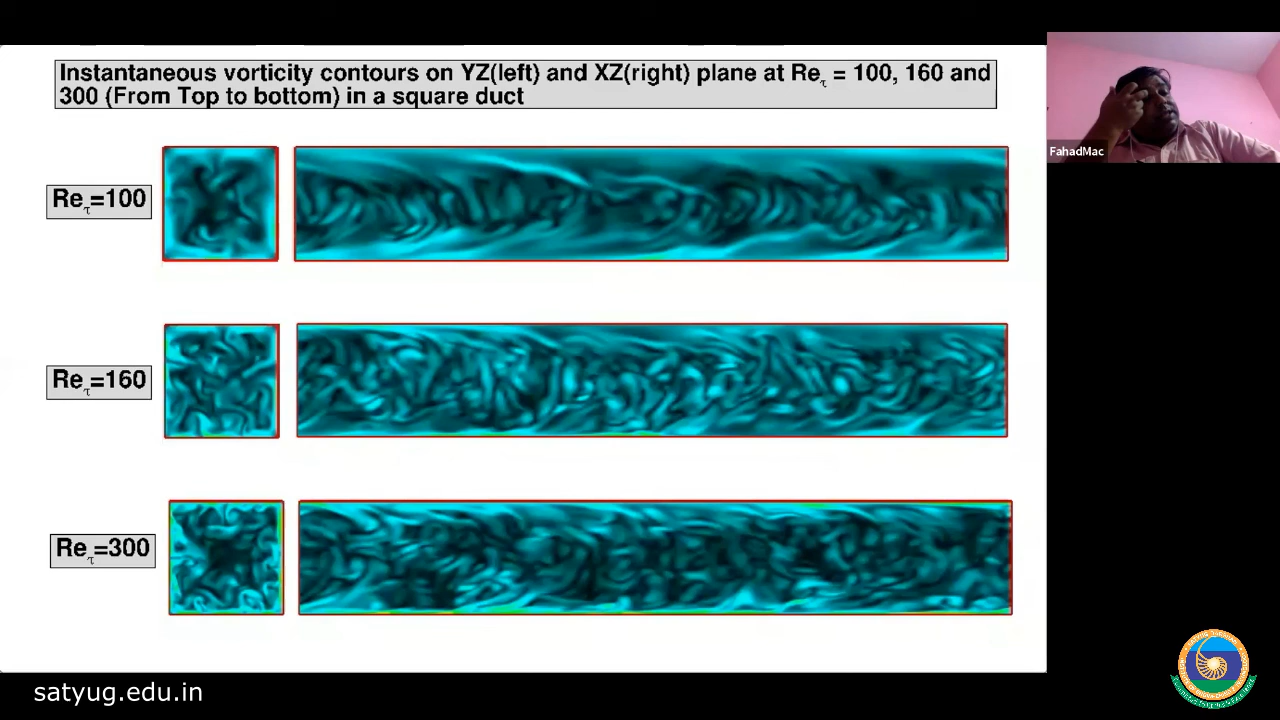 Instantaneous vorticity contours on YZ(left) and XZ(right) plane at Reτ = 100, 160 and
300 (From Top to bottom) in a square duct
FahadMac
Reτ=100
Reτ=160
Reτ=300
satyug.edu.in